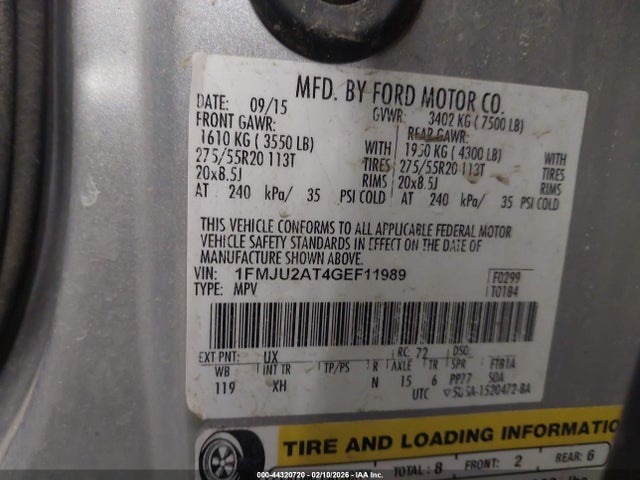 MFD. BY FORD MOTOR CO.
DATE: 09/15 GVWR: 3402 KG ( 7500 LB)
FRONT GAWR: REAR GAWR:
1610 KG ( 3550 LB) WITH 1950 KG ( 4300 LB) WITH
275/55R20 113T TIRES 275/55R20 113T TIRES
20x8.5J RIMS 20x8.5J RIMS
AT 240 kPa/ 35 PSI COLD AT 240 kPa/ 35 PSI COLD
THIS VEHICLE CONFORMS TO ALL APPLICABLE FEDERAL MOTOR
VEHICLE SAFETY STANDARDS IN EFFECT ON THE DATE OF
MANUFACTURE SHOWN ABOVE.
VIN: 1FMJU2AT4GEF11989 F0299
TYPE: MPV T0184
EXT PNT: UX RC: 72 DSO:
WB INT TR TP/PS R AXLE TR SPR
119 XH N 15 6 PP77
UTC
TIRE AND LOADING INFORMATION
TOTAL: 8 FRONT: 2 REAR: 6
000-44320720 - 02/10/2026 - IAA Inc.